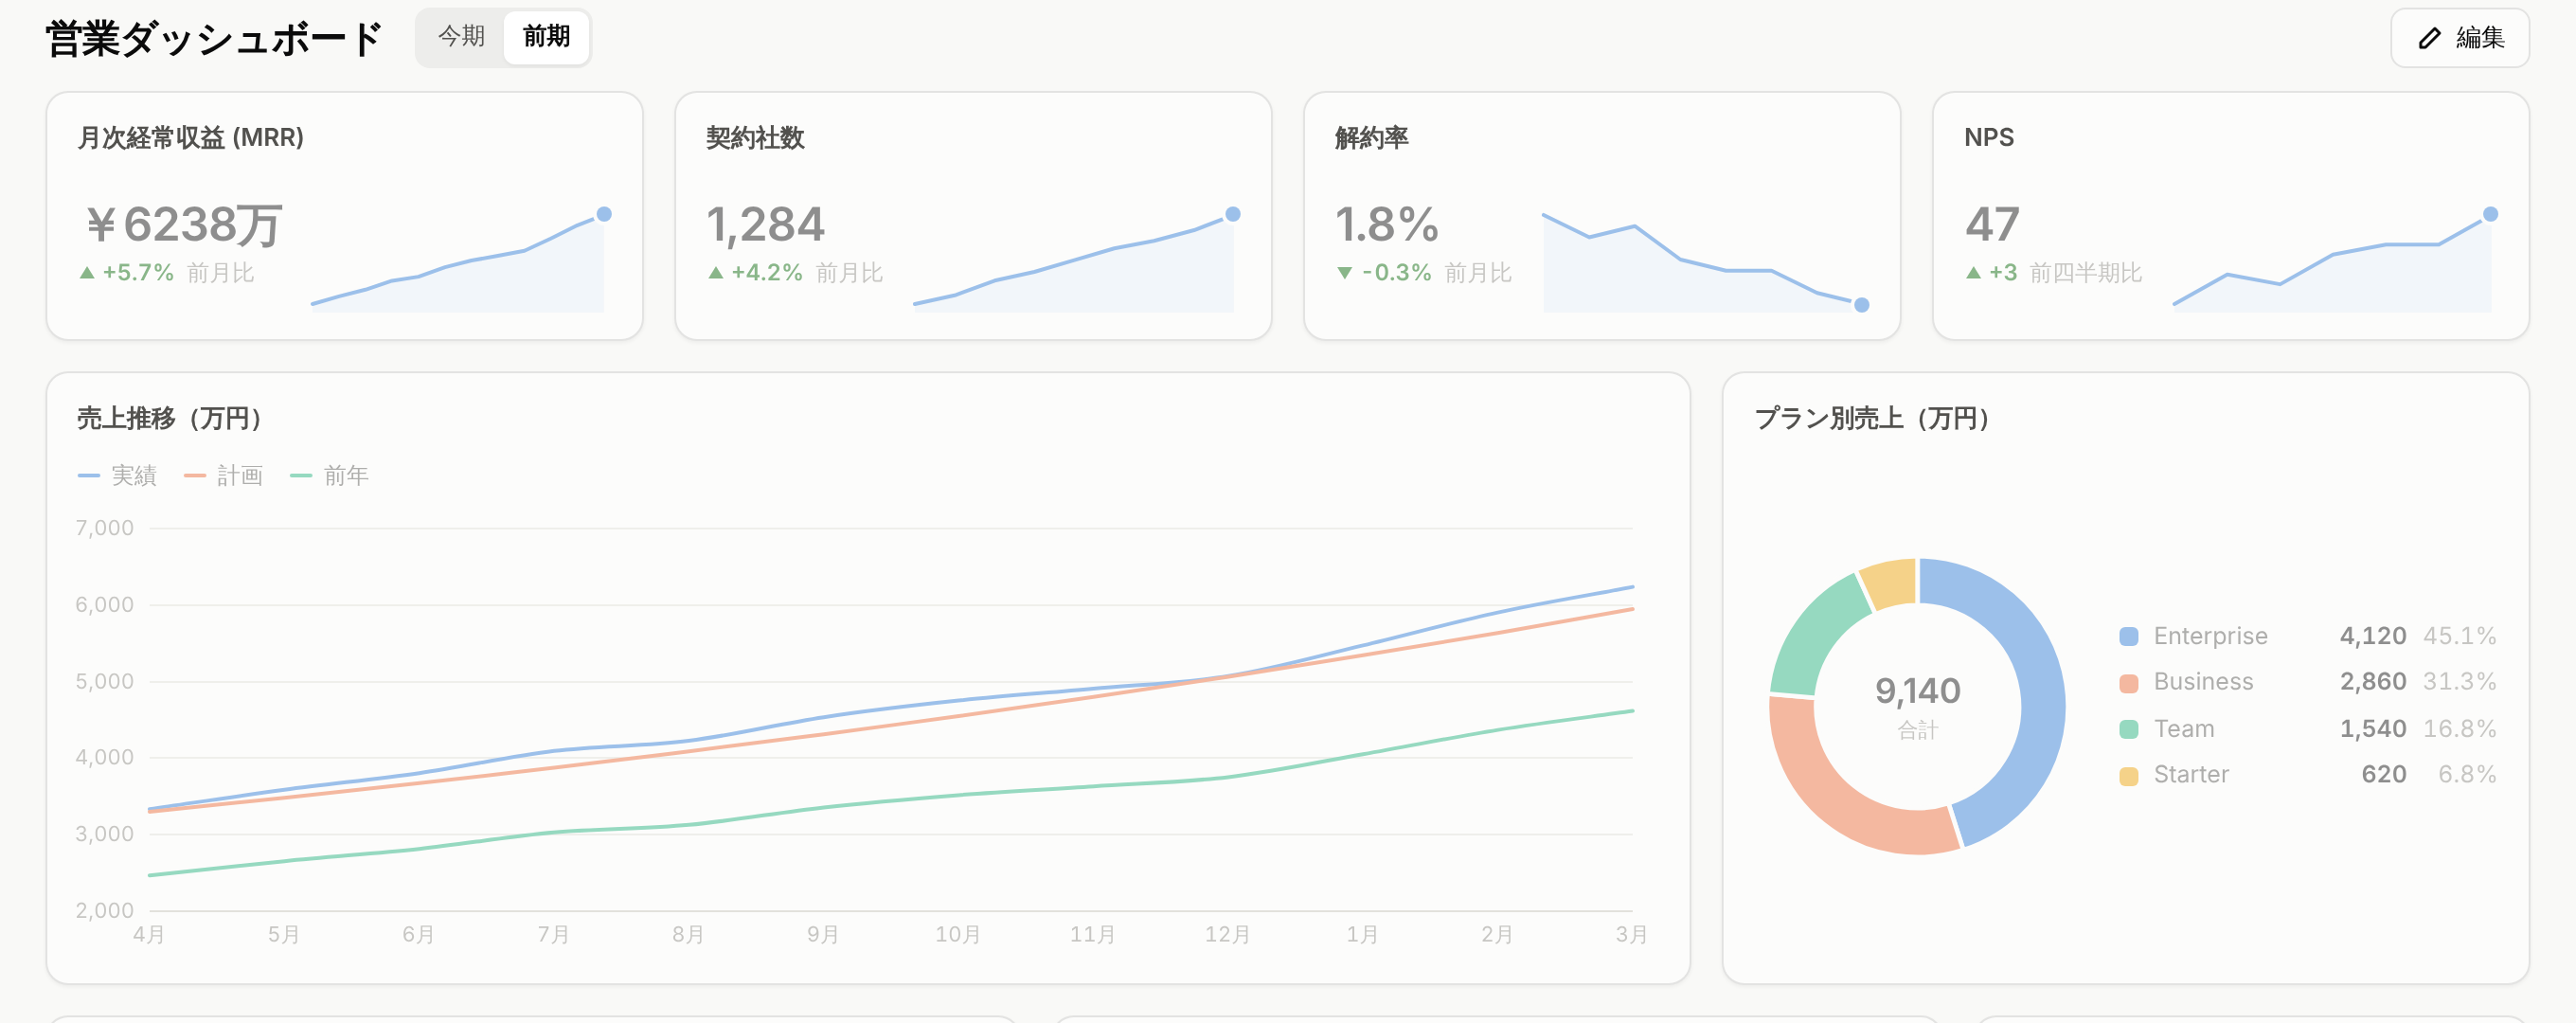 営業ダッシュボード
今期 前期
編集
月次経常収益 (MRR)
¥6238万
▲ +5.7% 前月比
契約社数
1,284
▲ +4.2% 前月比
解約率
1.8%
▼ -0.3% 前月比
NPS
47
▲ +3 前四半期比
売上推移（万円）
実績 計画 前年
7,000
6,000
5,000
4,000
3,000
2,000
4月 5月 6月 7月 8月 9月 10月 11月 12月 1月 2月 3月
プラン別売上（万円）
9,140
合計
Enterprise 4,120 45.1%
Business 2,860 31.3%
Team 1,540 16.8%
Starter 620 6.8%